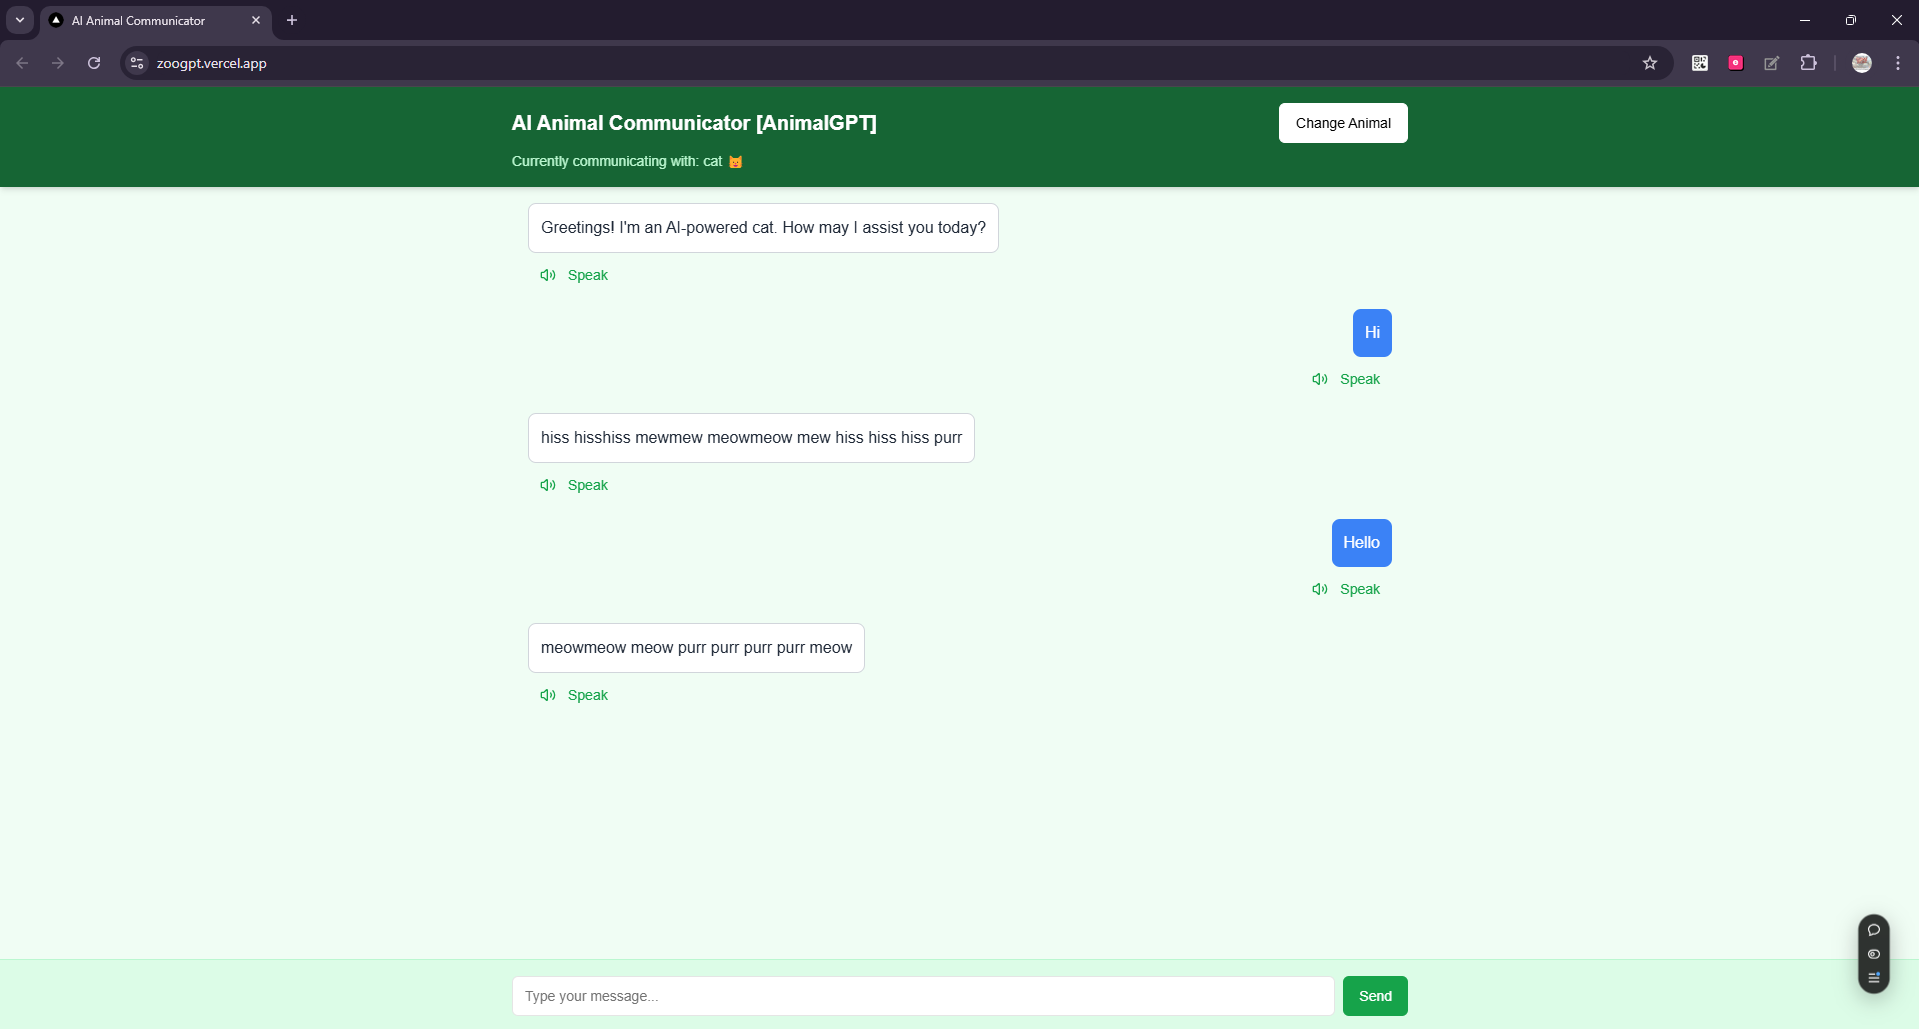 AI Animal Communicator
zoogpt.vercel.app
AI Animal Communicator [AnimalGPT]
Change Animal
Currently communicating with: cat 🐱
Greetings! I'm an AI-powered cat. How may I assist you today?
Speak
Hi
Speak
hiss hisshiss mewmew meowmeow mew hiss hiss hiss purr
Speak
Hello
Speak
meowmeow meow purr purr purr purr meow
Speak
Type your message...
Send